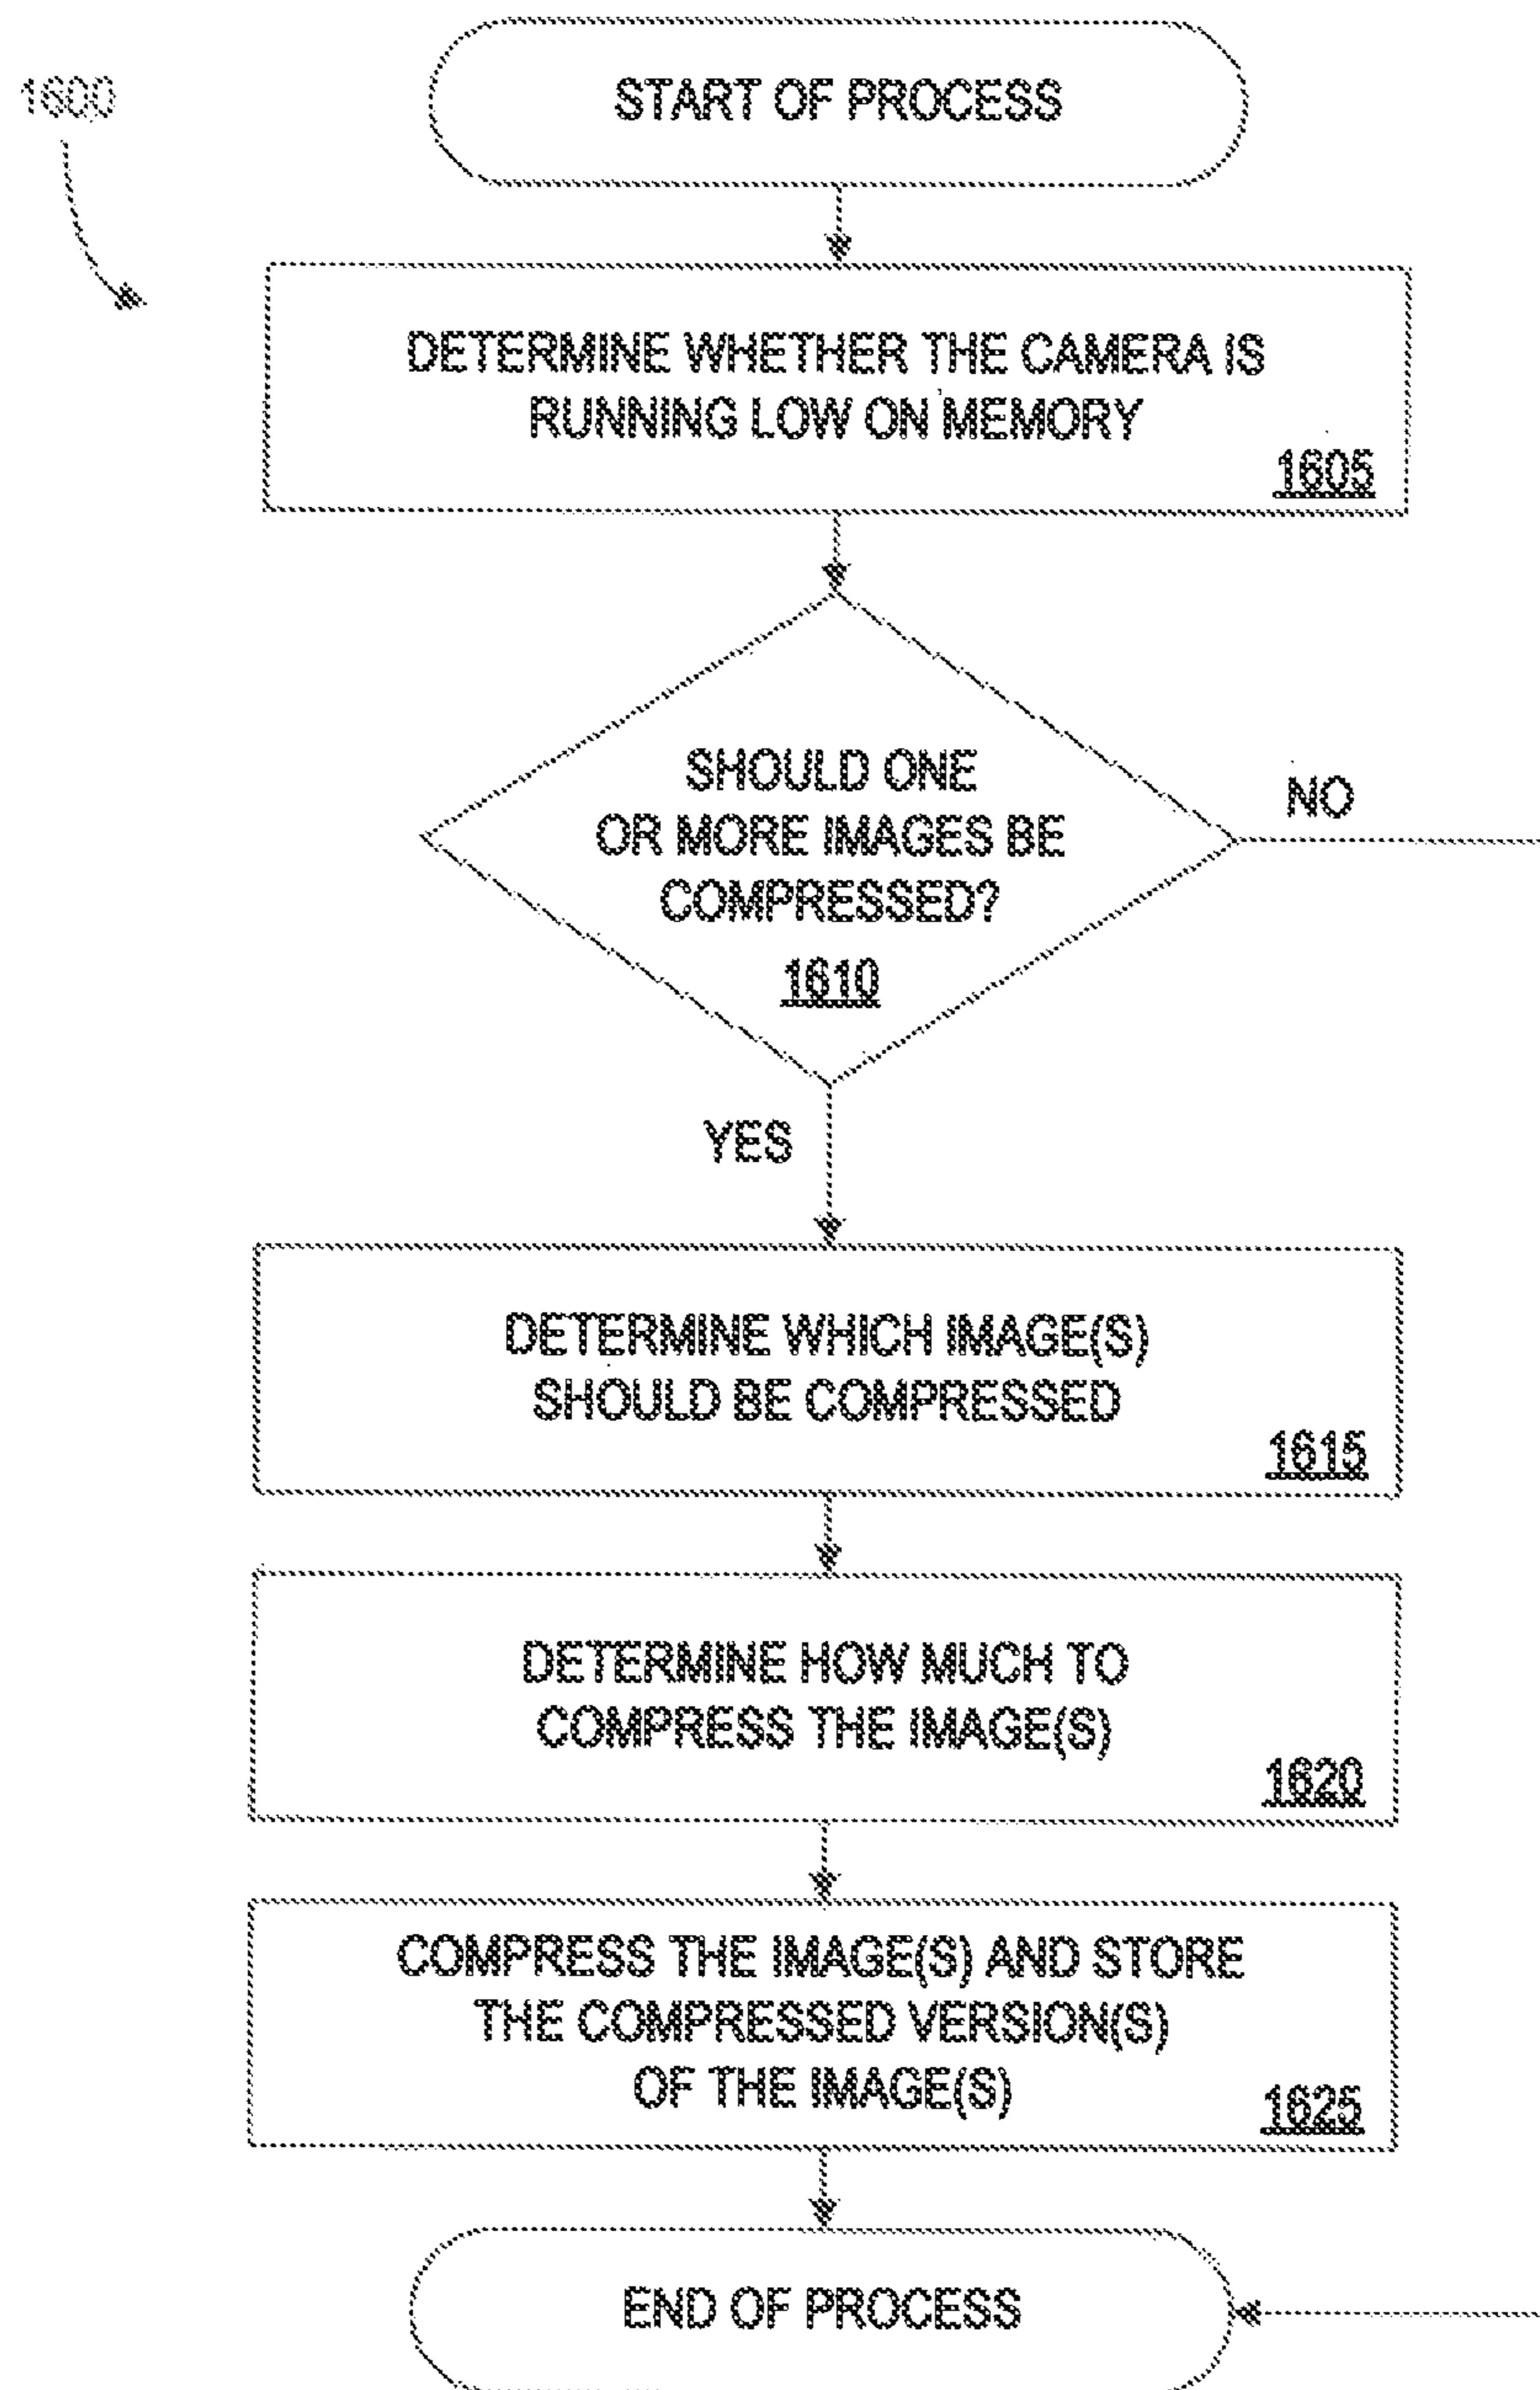 1600
START OF PROCESS
DETERMINE WHETHER THE CAMERA IS
RUNNING LOW ON MEMORY
1605
SHOULD ONE
OR MORE IMAGES BE
COMPRESSED?
1610
NO
YES
DETERMINE WHICH IMAGE(S)
SHOULD BE COMPRESSED
1615
DETERMINE HOW MUCH TO
COMPRESS THE IMAGE(S)
1620
COMPRESS THE IMAGE(S) AND STORE
THE COMPRESSED VERSION(S)
OF THE IMAGE(S)
1625
END OF PROCESS